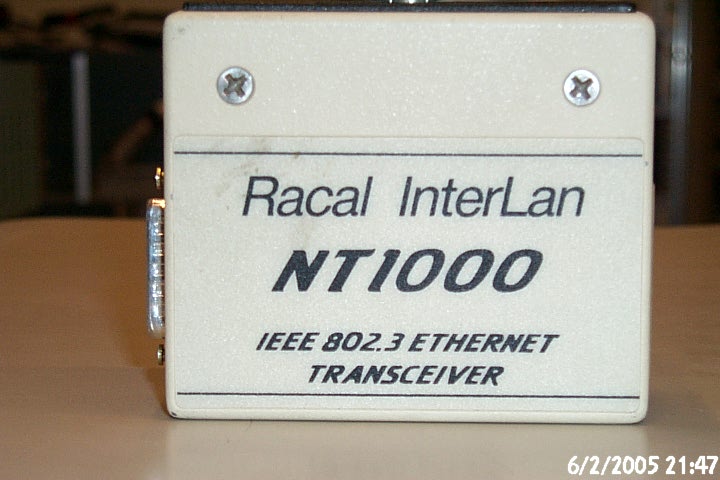 Racal InterLan
NT1000
IEEE 802.3 ETHERNET
TRANSCEIVER
6/2/2005 21:47